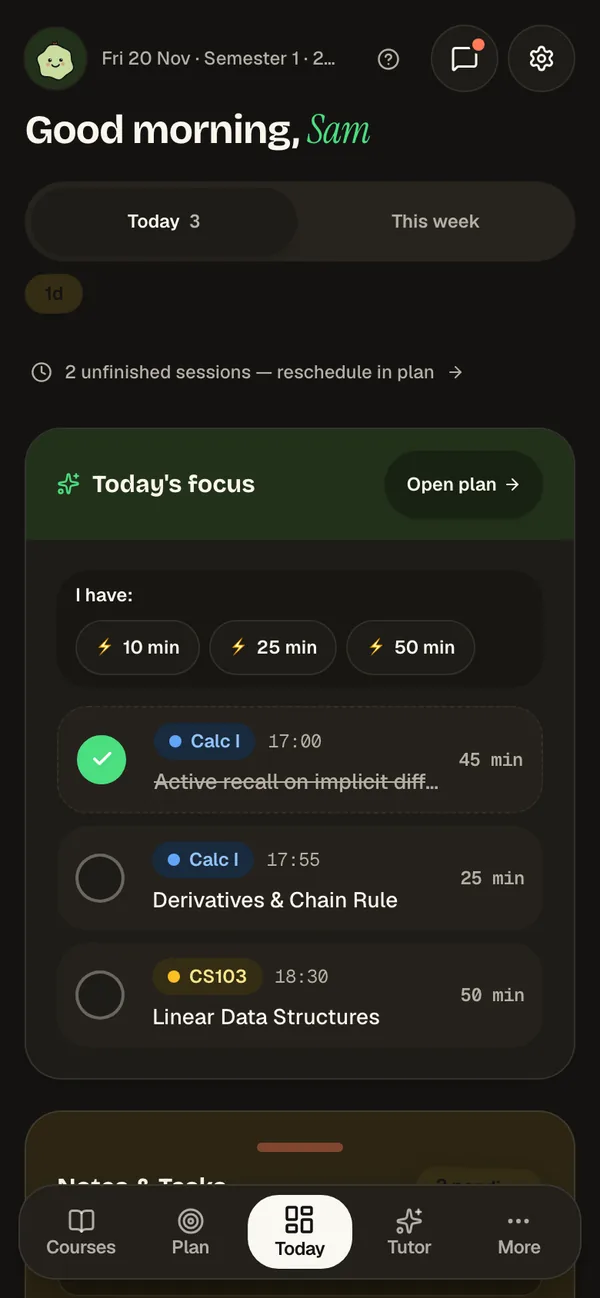 Fri 20 Nov · Semester 1 · 2...
Good morning, Sam
Today 3
This week
1d
2 unfinished sessions — reschedule in plan →
Today's focus
Open plan →
I have:
⚡ 10 min
⚡ 25 min
⚡ 50 min
Calc I 17:00
Active recall on implicit diff...
45 min
Calc I 17:55
Derivatives & Chain Rule
25 min
CS103 18:30
Linear Data Structures
50 min
Notes & Tasks
Courses
Plan
Today
Tutor
More